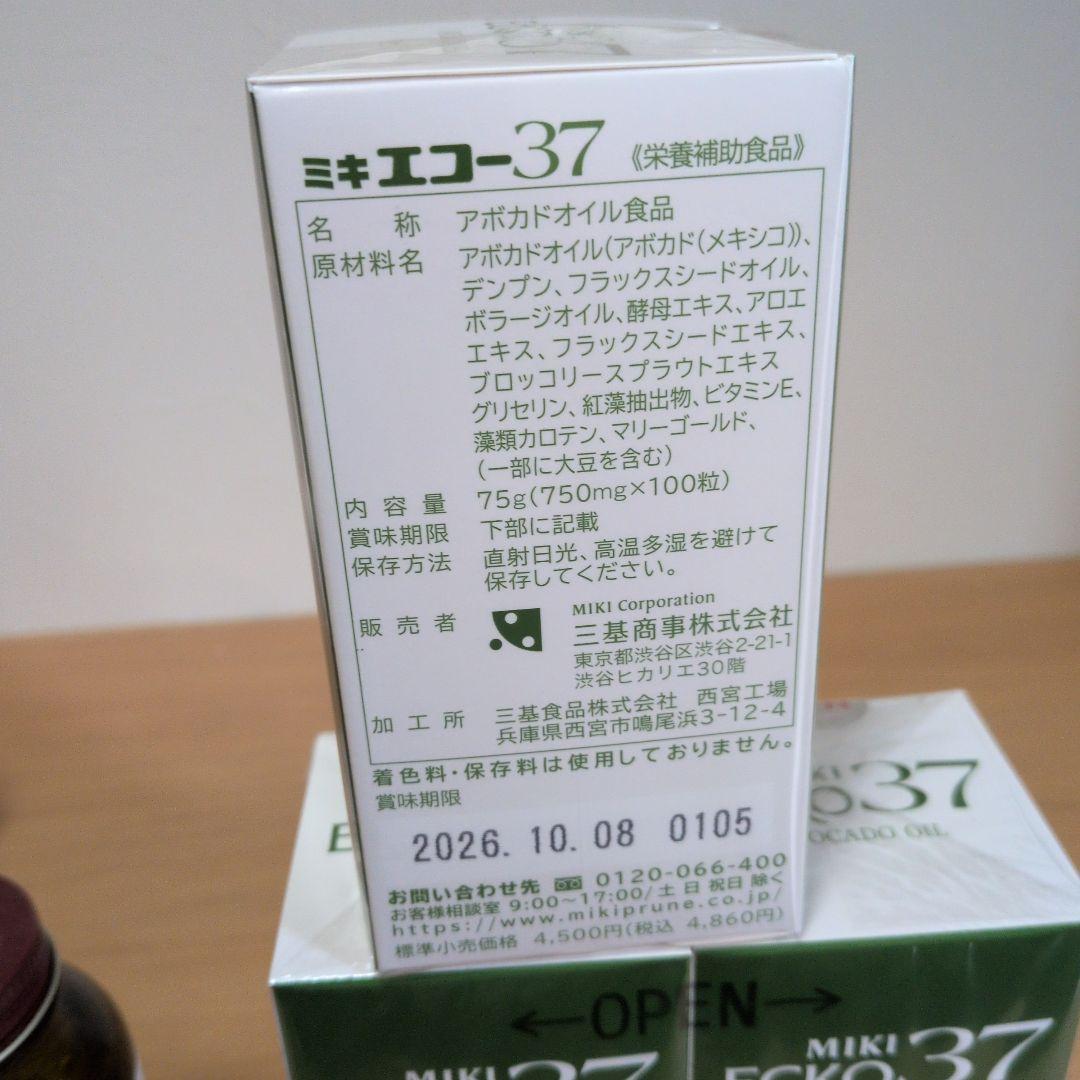 ミキ エコー37 《栄養補助食品》
名称 アボカドオイル食品
原材料名 アボカドオイル(アボカド(メキシコ))、
デンプン、フラックスシードオイル、
ボラージオイル、酵母エキス、アロエ
エキス、フラックスシードエキス、
ブロッコリースプラウトエキス
グリセリン、紅藻抽出物、ビタミンE、
藻類カロテン、マリーゴールド、
(一部に大豆を含む)
内容量 75g(750mg×100粒)
賞味期限 下部に記載
保存方法 直射日光、高温多湿を避けて
保存してください。
販売者 MIKI Corporation
三基商事株式会社
東京都渋谷区渋谷2-21-1
渋谷ヒカリエ30階
加工所 三基食品株式会社 西宮工場
兵庫県西宮市鳴尾浜3-12-4
着色料・保存料は使用しておりません。
賞味期限
2026.10.08 0105
お問い合わせ先 0120-066-400
お客様相談室 9:00~17:00/土日祝日除く
https://www.mikiprune.co.jp/
標準小売価格 4,500円(税込 4,860円)
37
OIL
←OPEN→
MIKI
37
MIKI
ECKO 37